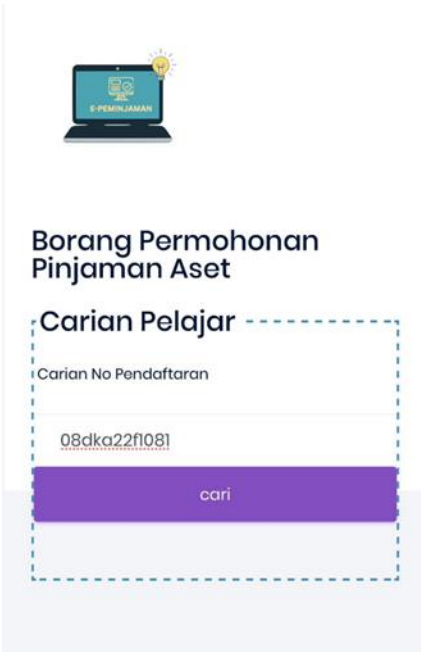 E-PEMINJAMAN
Borang Permohonan
Pinjaman Aset
Carian Pelajar
Carian No Pendaftaran
08dka22f1081
cari